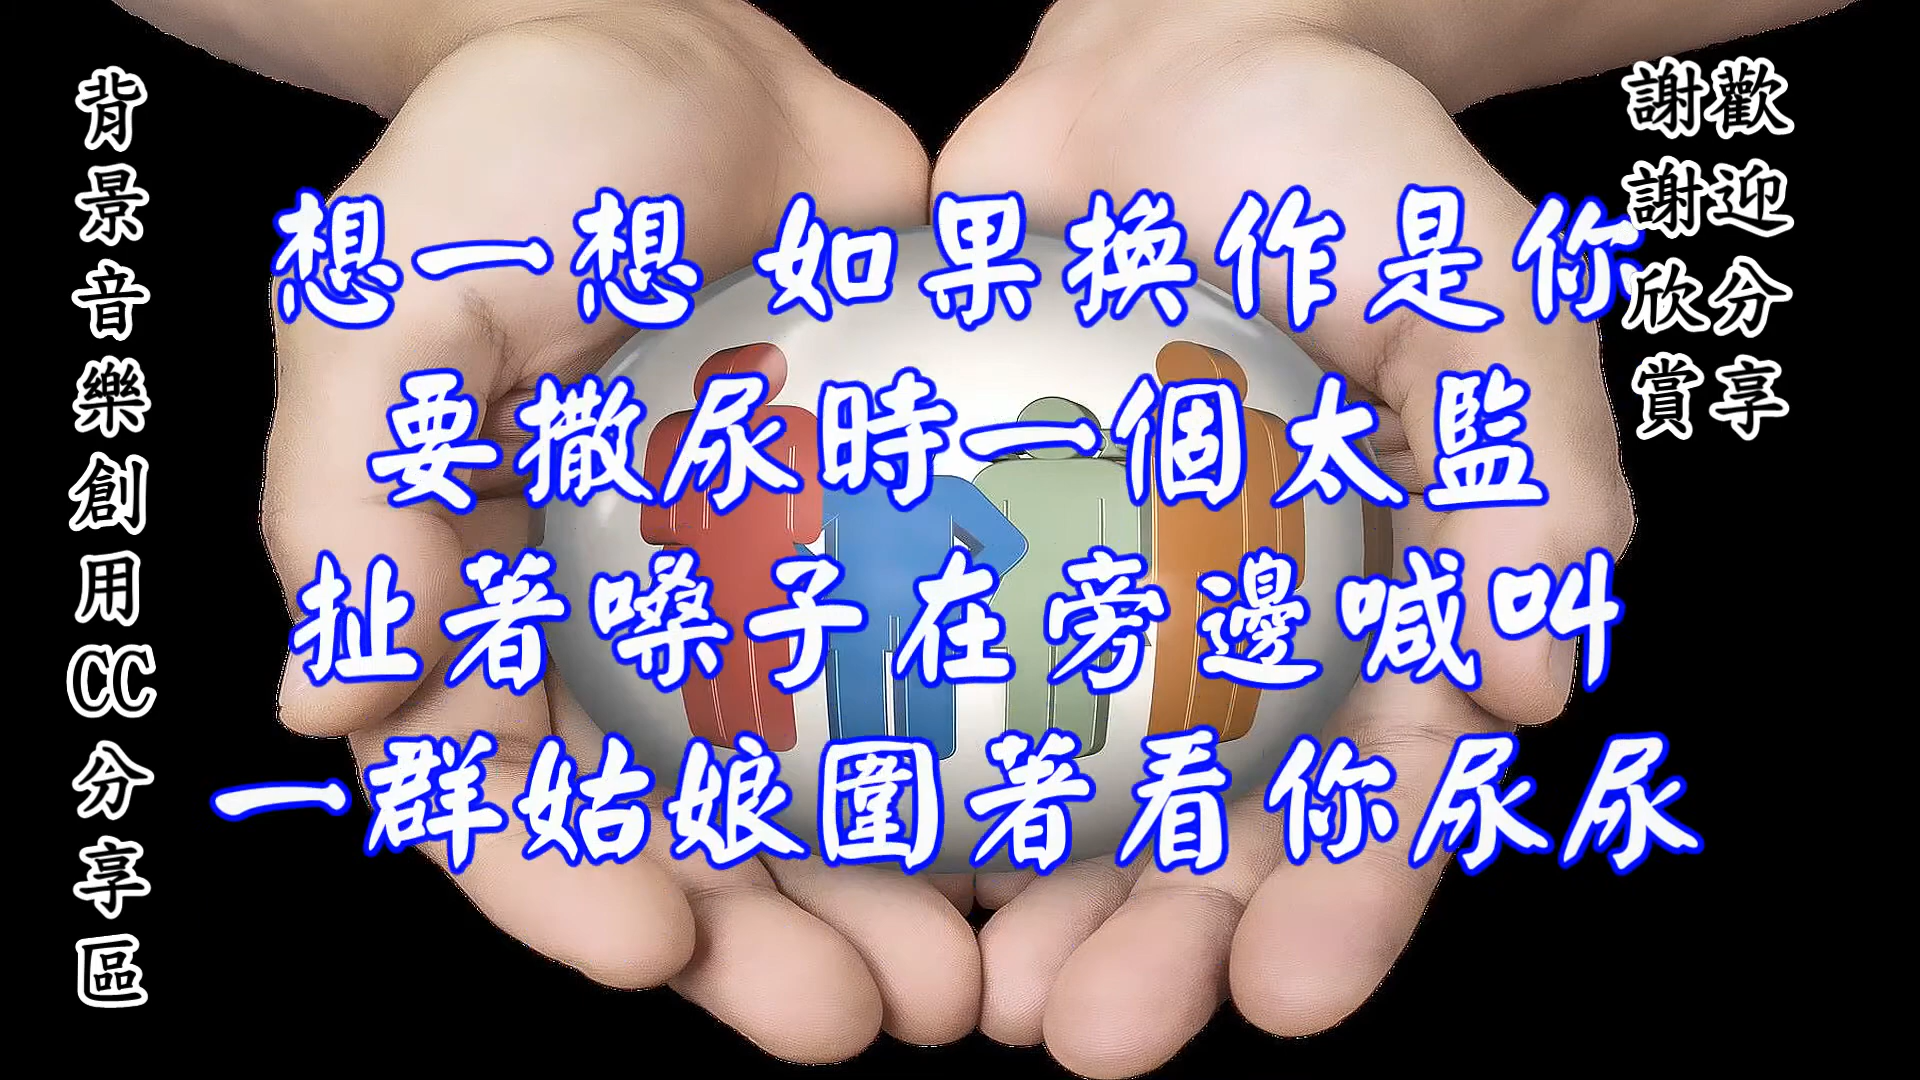 背景音樂創用CC分享區
想一想 如果換作是你
要撒尿時一個太監
扯著嗓子在旁邊喊叫
一群姑娘圍著看你尿尿
歡迎分享
謝謝欣賞